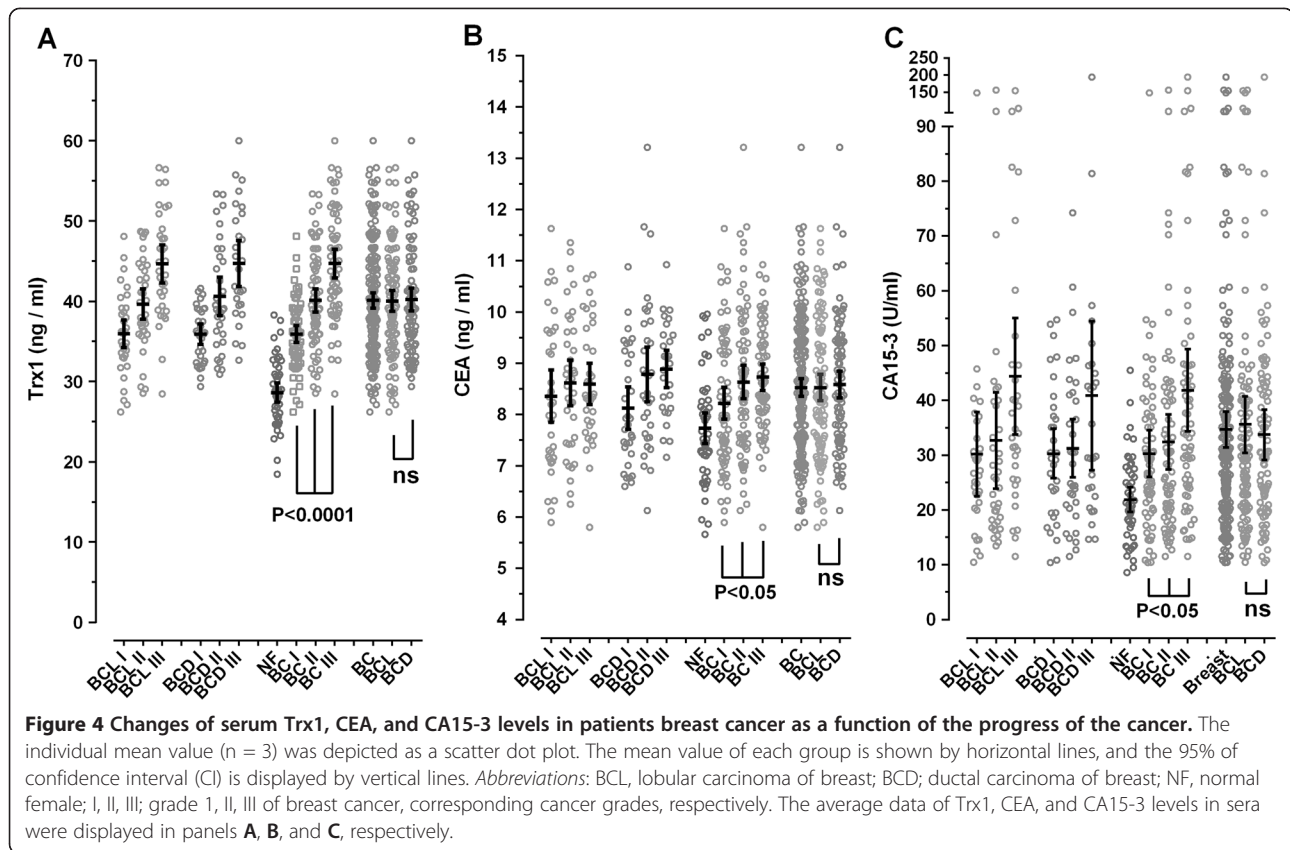 A
70
60
50
40
30
20
10
0
Trx1 (ng / ml)
P<0.0001
ns
BCL I
BCL II
BCL III
BCD I
BCD II
BCD III
NF
BC I
BC II
BC III
BC
BCL
BCD
B
15
14
13
12
11
10
9
8
7
6
5
4
CEA (ng / ml)
P<0.05
ns
BCL I
BCL II
BCL III
BCD I
BCD II
BCD III
NF
BC I
BC II
BC III
BC
BCL
BCD
C
250
200
150
90
80
70
60
50
40
30
20
10
0
CA15-3 (U/ml)
P<0.05
ns
BCL I
BCL II
BCL III
BCD I
BCD II
BCD III
NF
BC I
BC II
BC III
Breast
BCL
BCD
Figure 4 Changes of serum Trx1, CEA, and CA15-3 levels in patients breast cancer as a function of the progress of the cancer. The
individual mean value (n = 3) was depicted as a scatter dot plot. The mean value of each group is shown by horizontal lines, and the 95% of
confidence interval (CI) is displayed by vertical lines. Abbreviations: BCL, lobular carcinoma of breast; BCD; ductal carcinoma of breast; NF, normal
female; I, II, III; grade 1, II, III of breast cancer, corresponding cancer grades, respectively. The average data of Trx1, CEA, and CA15-3 levels in sera
were displayed in panels A, B, and C, respectively.